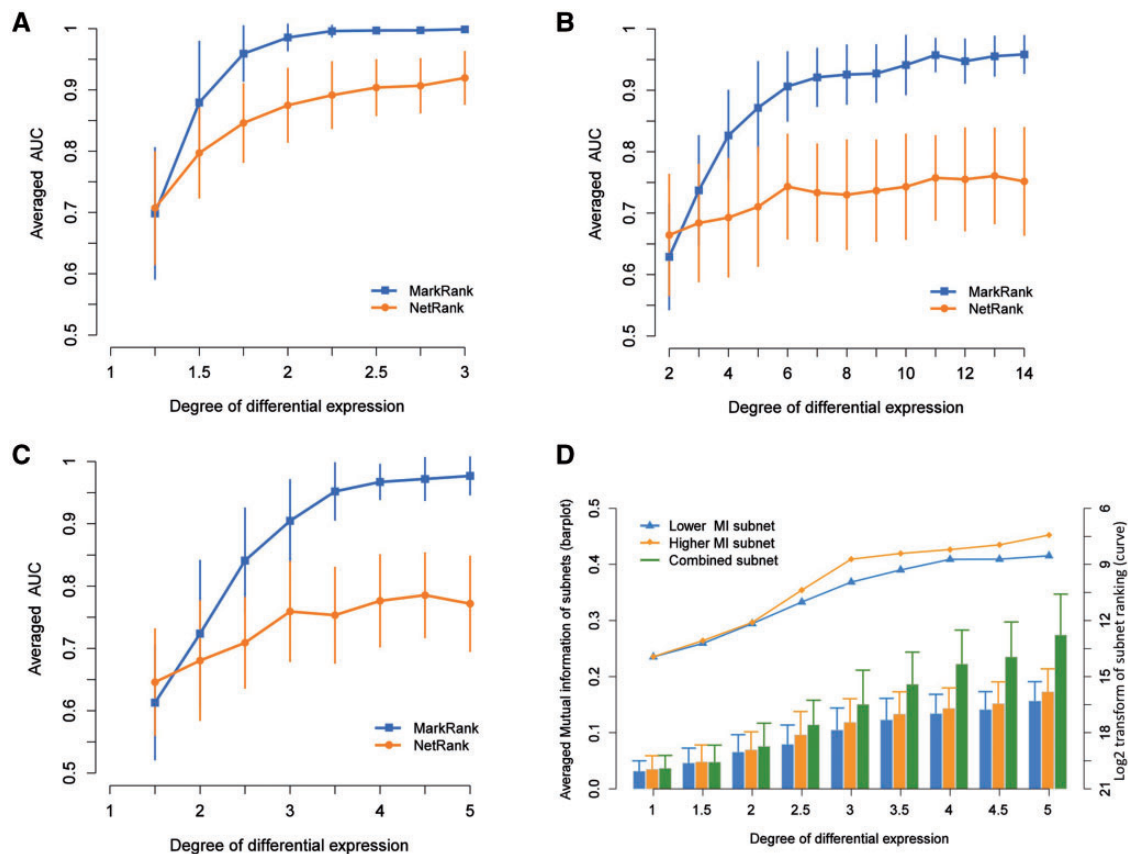 A
Averaged AUC
1
0.9
0.8
0.7
0.6
0.5
MarkRank
NetRank
1 1.5 2 2.5 3
Degree of differential expression
B
Averaged AUC
1
0.9
0.8
0.7
0.6
0.5
MarkRank
NetRank
2 4 6 8 10 12 14
Degree of differential expression
C
Averaged AUC
1
0.9
0.8
0.7
0.6
0.5
MarkRank
NetRank
1 2 3 4 5
Degree of differential expression
D
Averaged Mutual information of subnets (barplot)
0.5
0.4
0.3
0.2
0.1
0.0
Lower MI subnet
Higher MI subnet
Combined subnet
6
9
12
15
18
21
Log2 transform of subnet ranking (curve)
1 1.5 2 2.5 3 3.5 4 4.5 5
Degree of differential expression